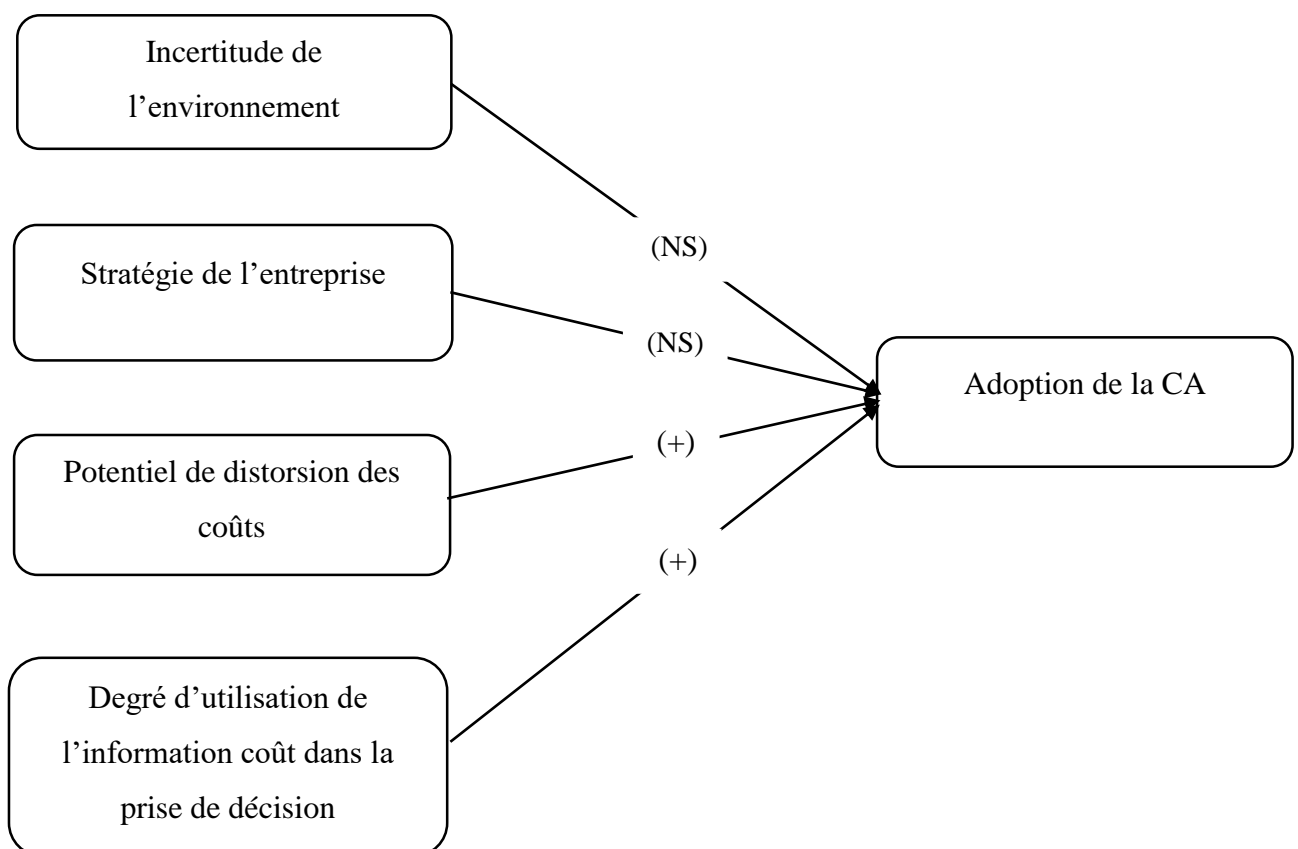 Incertitude de
l’environnement
(NS)
Stratégie de l’entreprise
(NS)
Adoption de la CA
(+)
Potentiel de distorsion des
coûts
(+)
Degré d’utilisation de
l’information coût dans la
prise de décision